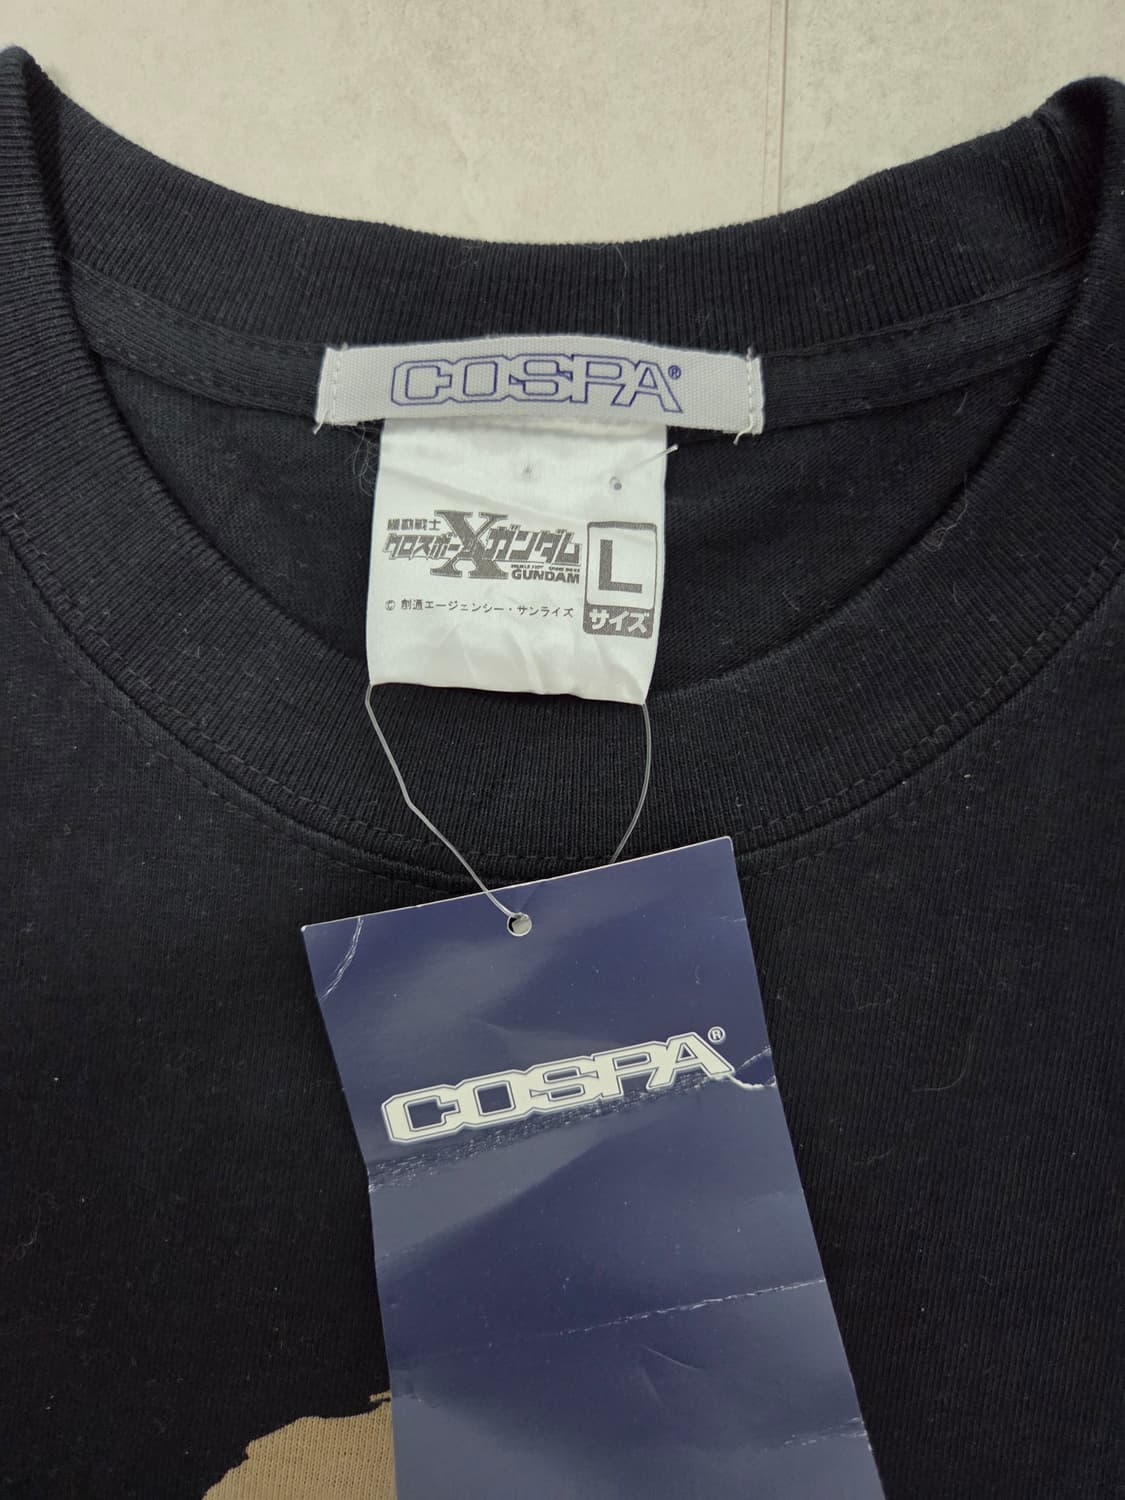 COSPA®
機動戦士
クロスボーンXガンダム
GUNDAM
L
サイズ
© 創通エージェンシー・サンライズ
COSPA®